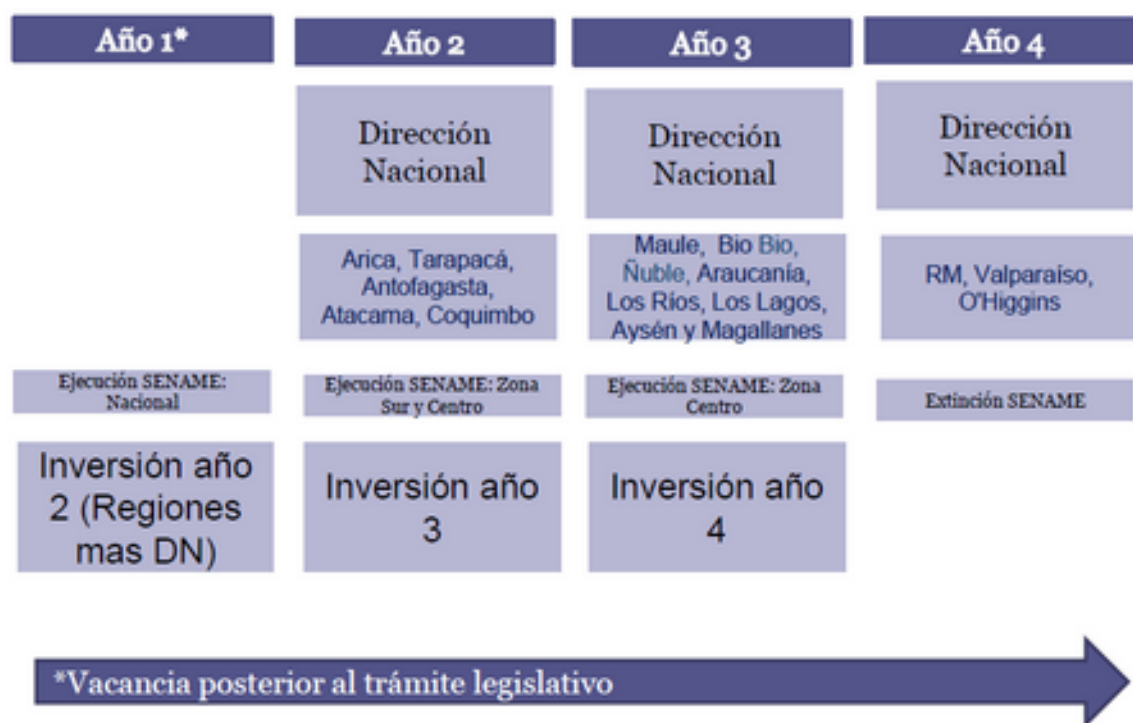 Año 1*
Año 2
Año 3
Año 4
Dirección
Nacional
Dirección
Nacional
Dirección
Nacional
Arica, Tarapacá,
Antofagasta,
Atacama, Coquimbo
Maule, Bio Bio,
Ñuble, Araucanía,
Los Ríos, Los Lagos,
Aysén y Magallanes
RM, Valparaíso,
O'Higgins
Ejecución SENAME:
Nacional
Ejecución SENAME: Zona
Sur y Centro
Ejecución SENAME: Zona
Centro
Extinción SENAME
Inversión año
2 (Regiones
mas DN)
Inversión año
3
Inversión año
4
*Vacancia posterior al trámite legislativo